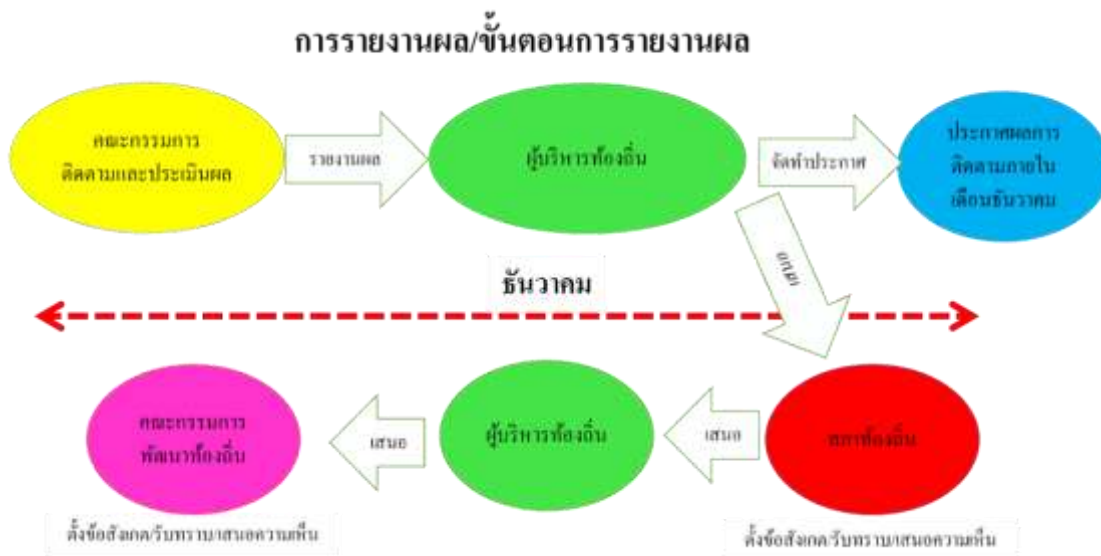 การรายงานผล/ขั้นตอนการรายงานผล
คณะกรรมการ
ติดตามและประเมินผล
รายงานผล
ผู้บริหารท้องถิ่น
จัดทำประกาศ
ประกาศผลการ
ติดตามภายใน
เดือนธันวาคม
เสนอ
ธันวาคม
คณะกรรมการ
พัฒนาท้องถิ่น
เสนอ
ผู้บริหารท้องถิ่น
เสนอ
สภาท้องถิ่น
ตั้งข้อสังเกต/รับทราบ/เสนอความเห็น
ตั้งข้อสังเกต/รับทราบ/เสนอความเห็น